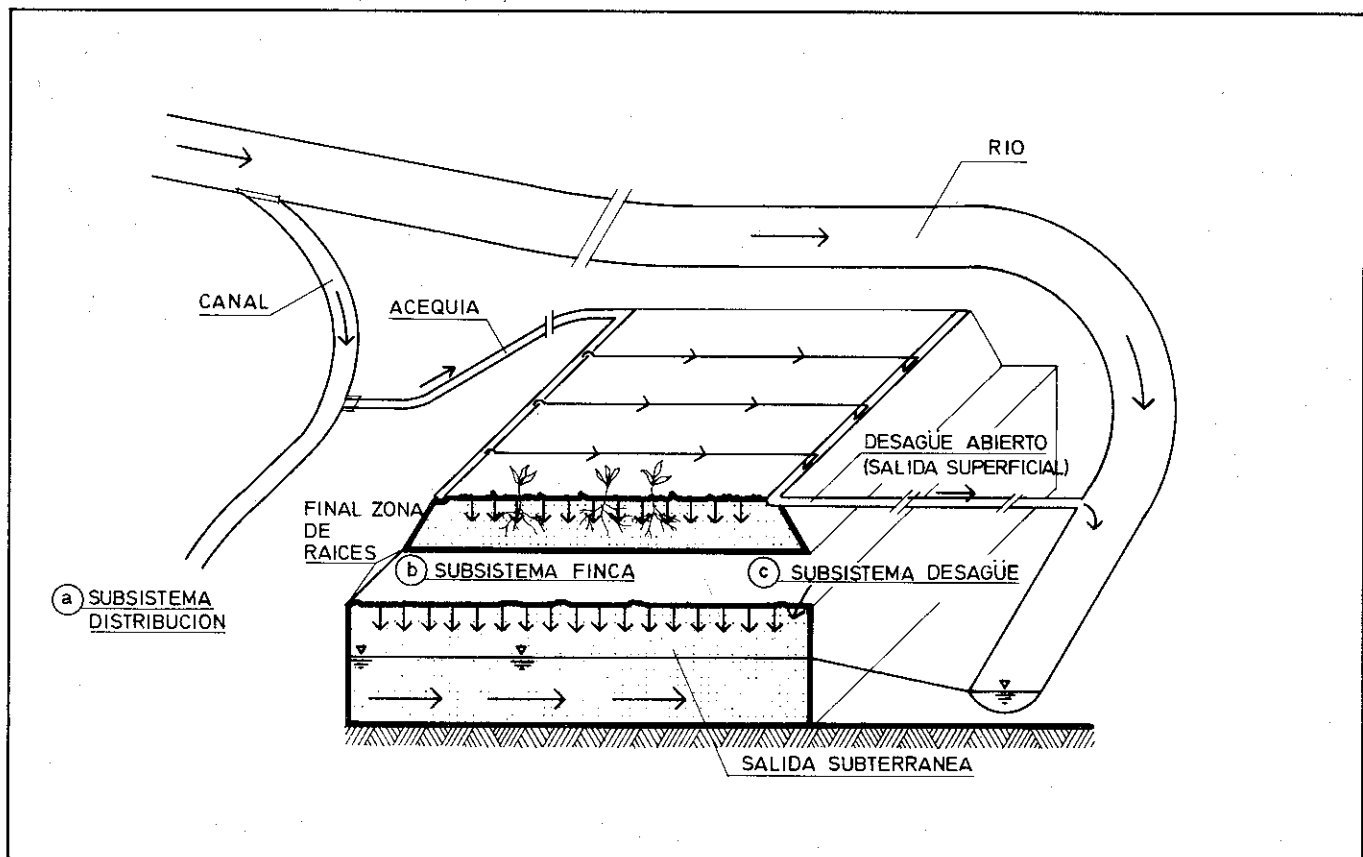 RIO
CANAL
ACEQUIA
DESAGÜE ABIERTO
(SALIDA SUPERFICIAL)
FINAL ZONA
DE
RAICES
b SUBSISTEMA FINCA
c SUBSISTEMA DESAGÜE
a SUBSISTEMA
DISTRIBUCION
SALIDA SUBTERRANEA